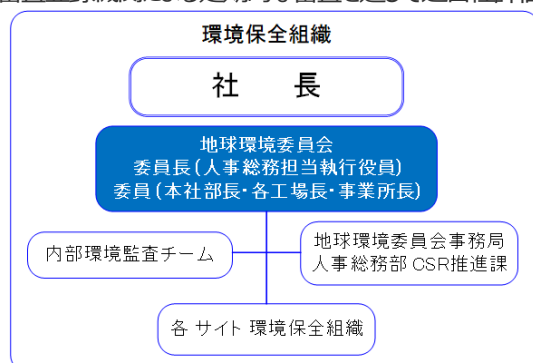 環境保全組織
社 長
地球環境委員会
委員長(人事総務担当執行役員)
委員(本社部長・各工場長・事業所長)
内部環境監査チーム
地球環境委員会事務局
人事総務部 CSR推進課
各 サイト 環境保全組織